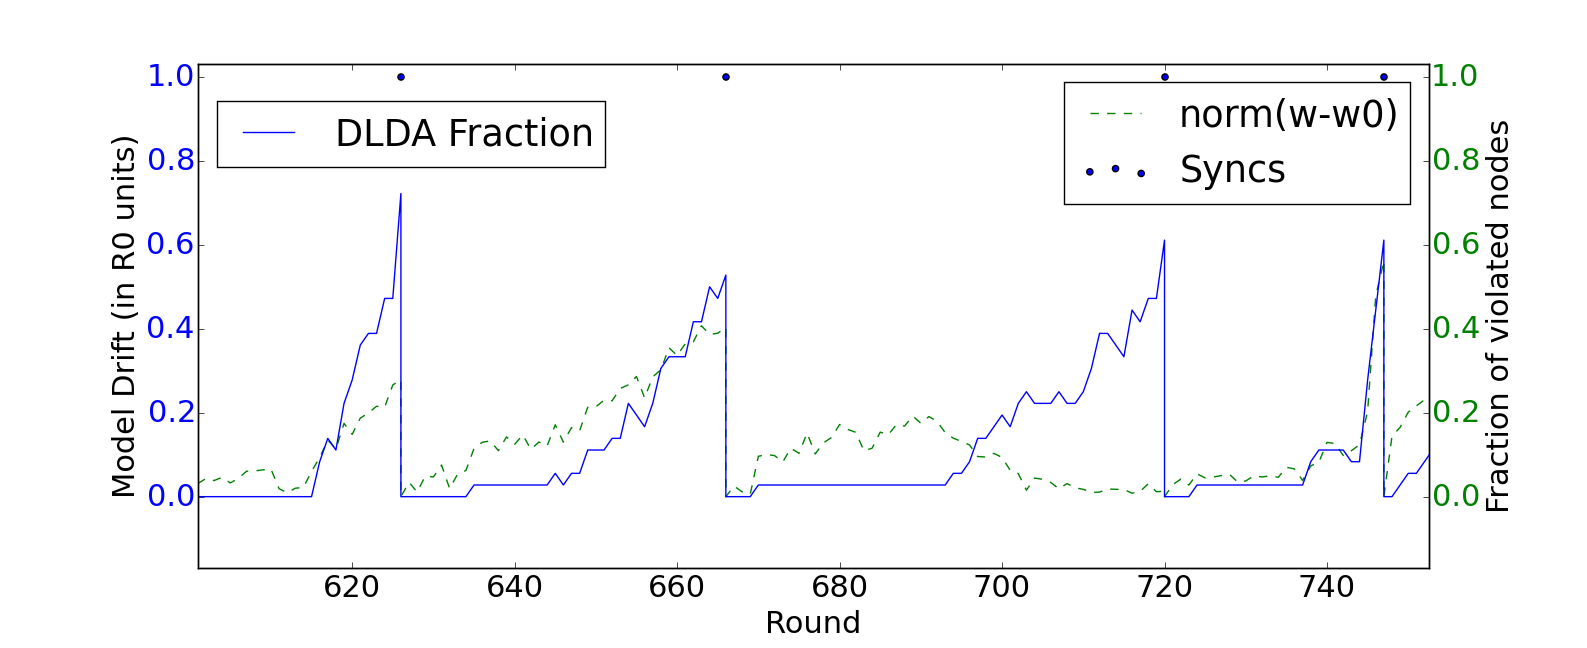 1.0
0.8
0.6
0.4
0.2
0.0
Model Drift (in R0 units)
DLDA Fraction
norm(w-w0)
Syncs
1.0
0.8
0.6
0.4
0.2
0.0
Fraction of violated nodes
620 640 660 680 700 720 740
Round